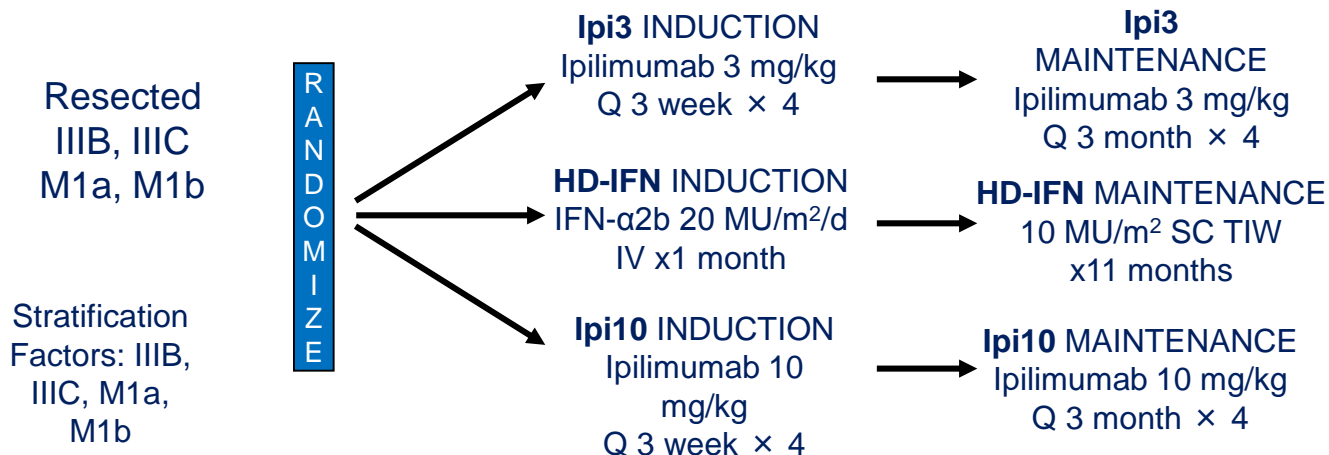 Resected
IIIB, IIIC
M1a, M1b
Stratification
Factors: IIIB,
IIIC, M1a,
M1b
R
A
N
D
O
M
I
Z
E
Ipi3 INDUCTION
Ipilimumab 3 mg/kg
Q 3 week × 4
Ipi3
MAINTENANCE
Ipilimumab 3 mg/kg
Q 3 month × 4
HD-IFN INDUCTION
IFN-α2b 20 MU/m²/d
IV x1 month
HD-IFN MAINTENANCE
10 MU/m² SC TIW
x11 months
Ipi10 INDUCTION
Ipilimumab 10
mg/kg
Q 3 week × 4
Ipi10 MAINTENANCE
Ipilimumab 10 mg/kg
Q 3 month × 4